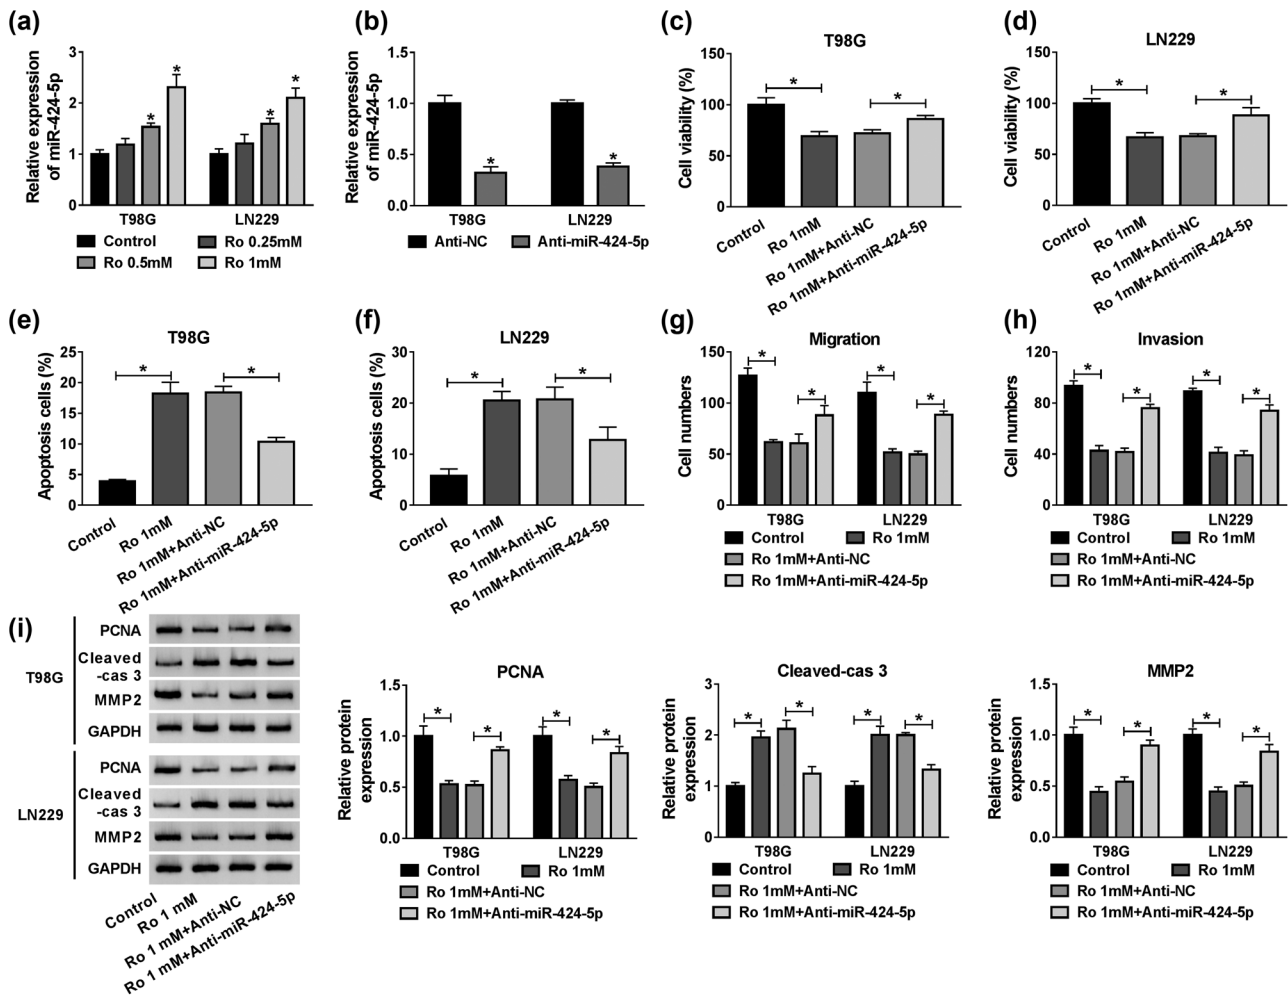 (a)
Relative expression
of miR-424-5p
3
2
1
0
*
*
*
*
T98G
LN229
Control
Ro 0.25mM
Ro 0.5mM
Ro 1mM
(b)
Relative expression
of miR-424-5p
1.5
1.0
0.5
0.0
*
*
T98G
LN229
Anti-NC
Anti-miR-424-5p
(c)
T98G
Cell viability (%)
150
100
50
0
*
*
Control
Ro 1mM
Ro 1mM+Anti-NC
Ro 1mM+Anti-miR-424-5p
(d)
LN229
Cell viability (%)
150
100
50
0
*
*
Control
Ro 1mM
Ro 1mM+Anti-NC
Ro 1mM+Anti-miR-424-5p
(e)
T98G
Apoptosis cells (%)
25
20
15
10
5
0
*
*
Control
Ro 1mM
Ro 1mM+Anti-NC
Ro 1mM+Anti-miR-424-5p
(f)
LN229
Apoptosis cells (%)
30
20
10
0
*
*
Control
Ro 1mM
Ro 1mM+Anti-NC
Ro 1mM+Anti-miR-424-5p
(g)
Migration
Cell numbers
150
100
50
0
*
*
*
*
T98G
LN229
Control
Ro 1mM
Ro 1mM+Anti-NC
Ro 1mM+Anti-miR-424-5p
(h)
Invasion
Cell numbers
120
80
40
0
*
*
*
*
T98G
LN229
Control
Ro 1mM
Ro 1mM+Anti-NC
Ro 1mM+Anti-miR-424-5p
(i)
T98G
PCNA
Cleaved
-cas 3
MMP2
GAPDH
LN229
PCNA
Cleaved
-cas 3
MMP2
GAPDH
Control
Ro 1 mM
Ro 1 mM+Anti-NC
Ro 1 mM+Anti-miR-424-5p
PCNA
Relative protein
expression
1.5
1.0
0.5
0.0
*
*
*
*
T98G
LN229
Control
Ro 1mM
Ro 1mM+Anti-NC
Ro 1mM+Anti-miR-424-5p
Cleaved-cas 3
Relative protein
expression
3
2
1
0
*
*
*
*
T98G
LN229
Control
Ro 1mM
Ro 1mM+Anti-NC
Ro 1mM+Anti-miR-424-5p
MMP2
Relative protein
expression
1.5
1.0
0.5
0.0
*
*
*
*
T98G
LN229
Control
Ro 1mM
Ro 1mM+Anti-NC
Ro 1mM+Anti-miR-424-5p